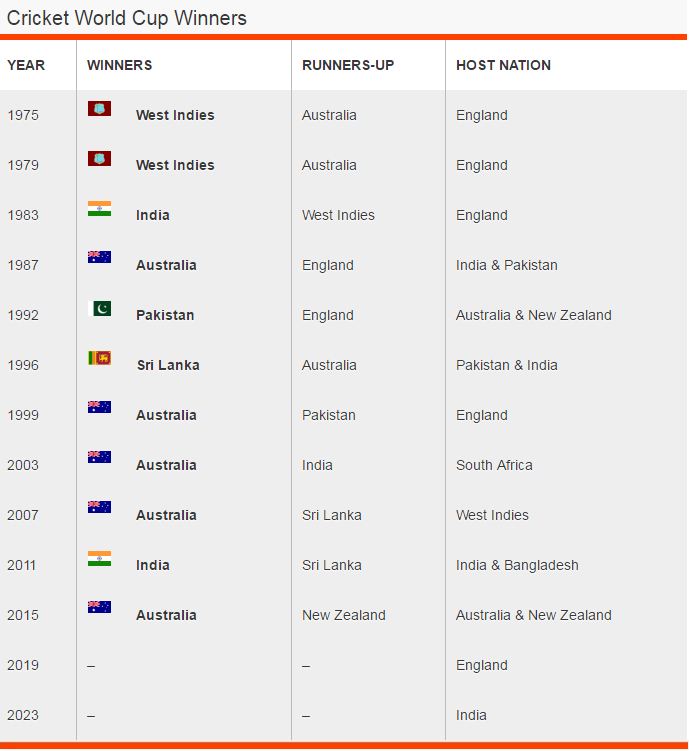 Cricket World Cup Winners
YEAR WINNERS RUNNERS-UP HOST NATION
1975 West Indies Australia England
1979 West Indies Australia England
1983 India West Indies England
1987 Australia England India & Pakistan
1992 Pakistan England Australia & New Zealand
1996 Sri Lanka Australia Pakistan & India
1999 Australia Pakistan England
2003 Australia India South Africa
2007 Australia Sri Lanka West Indies
2011 India Sri Lanka India & Bangladesh
2015 Australia New Zealand Australia & New Zealand
2019 – – England
2023 – – India